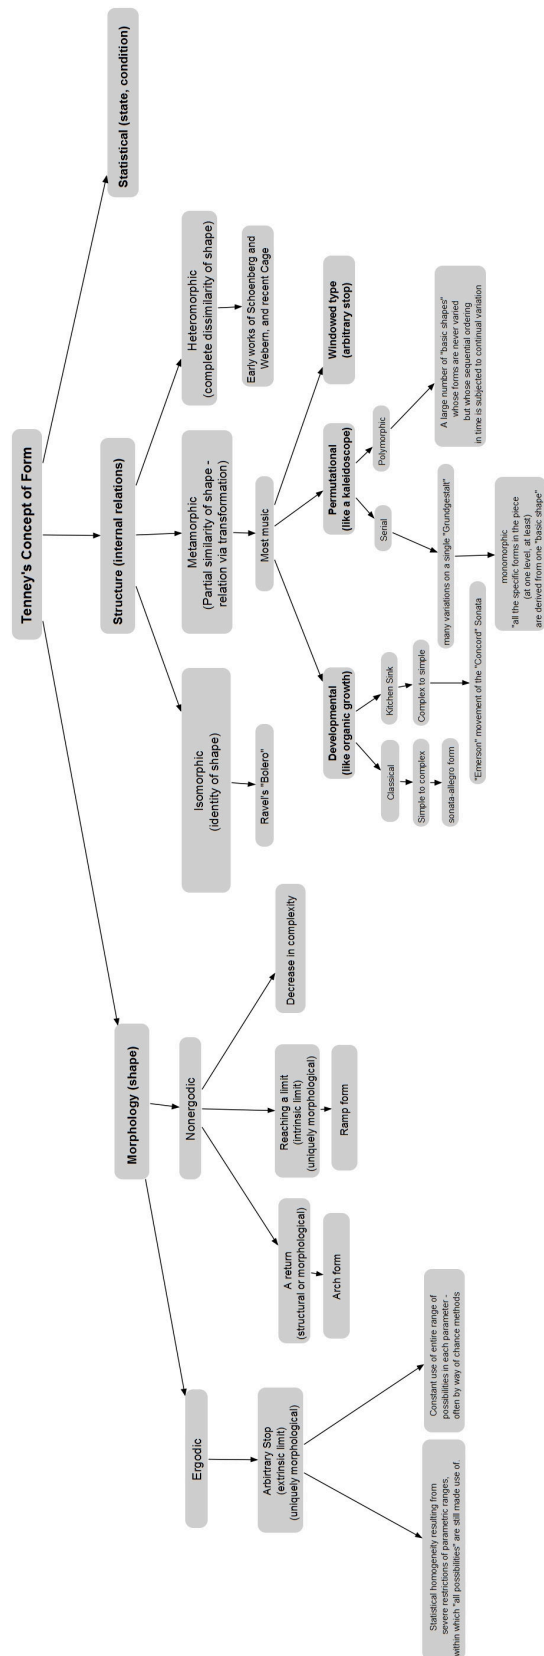 Tenney's Concept of Form
Morphology (shape)
Structure (internal relations)
Statistical (state, condition)
Ergodic
Nonergodic
Isomorphic
(identity of shape)
Metamorphic
(Partial similarity of shape -
relation via transformation)
Heteromorphic
(complete dissimilarity of shape)
Arbirtrary Stop
(extrinsic limit)
(uniquely morphological)
A return
(structural or morphological)
Reaching a limit
(intrinsic limit)
(uniquely morphological)
Decrease in complexity
Ravel's "Bolero"
Most music
Early works of Schoenberg and
Webern, and recent Cage
Arch form
Ramp form
Developmental
(like organic growth)
Permutational
(like a kaleidoscope)
Windowed type
(arbitrary stop)
Classical
Kitchen Sink
Serial
Polymorphic
Simple to complex
Complex to simple
Statistical homogeneity resulting from
severe restrictions of parametric ranges,
within which "all possibilities" are still made use of.
Constant use of entire range of
possibilities in each parameter -
often by way of chance methods
sonata-allegro form
many variations on a single "Grundgestalt"
A large number of "basic shapes"
whose forms are never varied
but whose sequential ordering
in time is subjected to continual variation
"Emerson" movement of the "Concord" Sonata
monomorphic
"all the specific forms in the piece
(at one level, at least)
are derived from one "basic shape"